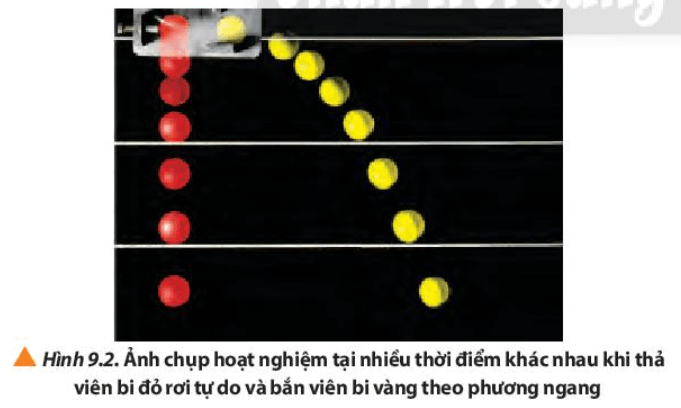 Hình 9.2. Ảnh chụp hoạt nghiệm tại nhiều thời điểm khác nhau khi thả
viên bi đỏ rơi tự do và bắn viên bi vàng theo phương ngang